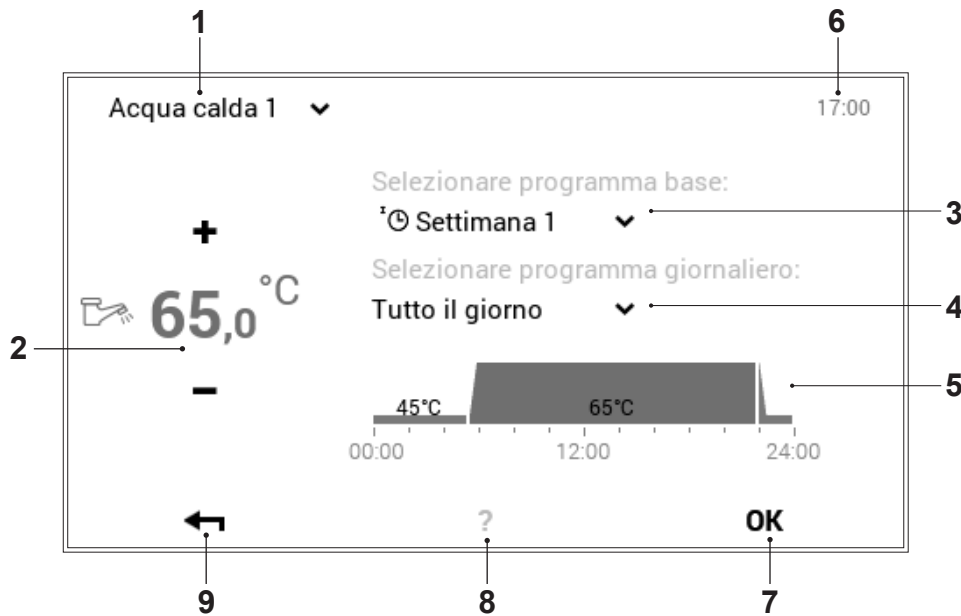 1
6
Acqua calda 1
17:00
Selezionare programma base:
3
I Settimana 1
+
Selezionare programma giornaliero:
4
Tutto il giorno
65,0 °C
2
−
5
45°C 65°C
00:00 12:00 24:00
? OK
9 8 7